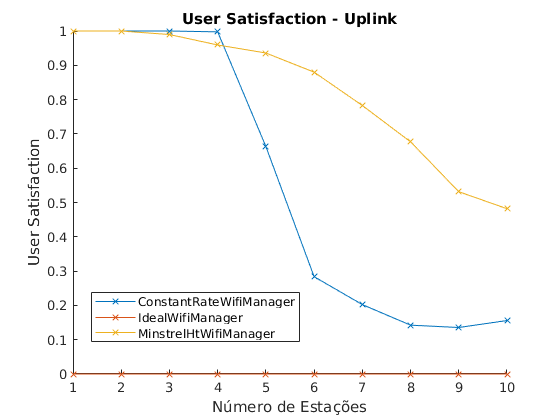 User Satisfaction - Uplink
User Satisfaction
1
0.9
0.8
0.7
0.6
0.5
0.4
0.3
0.2
0.1
0
ConstantRateWifiManager
IdealWifiManager
MinstrelHtWifiManager
1 2 3 4 5 6 7 8 9 10
Número de Estações